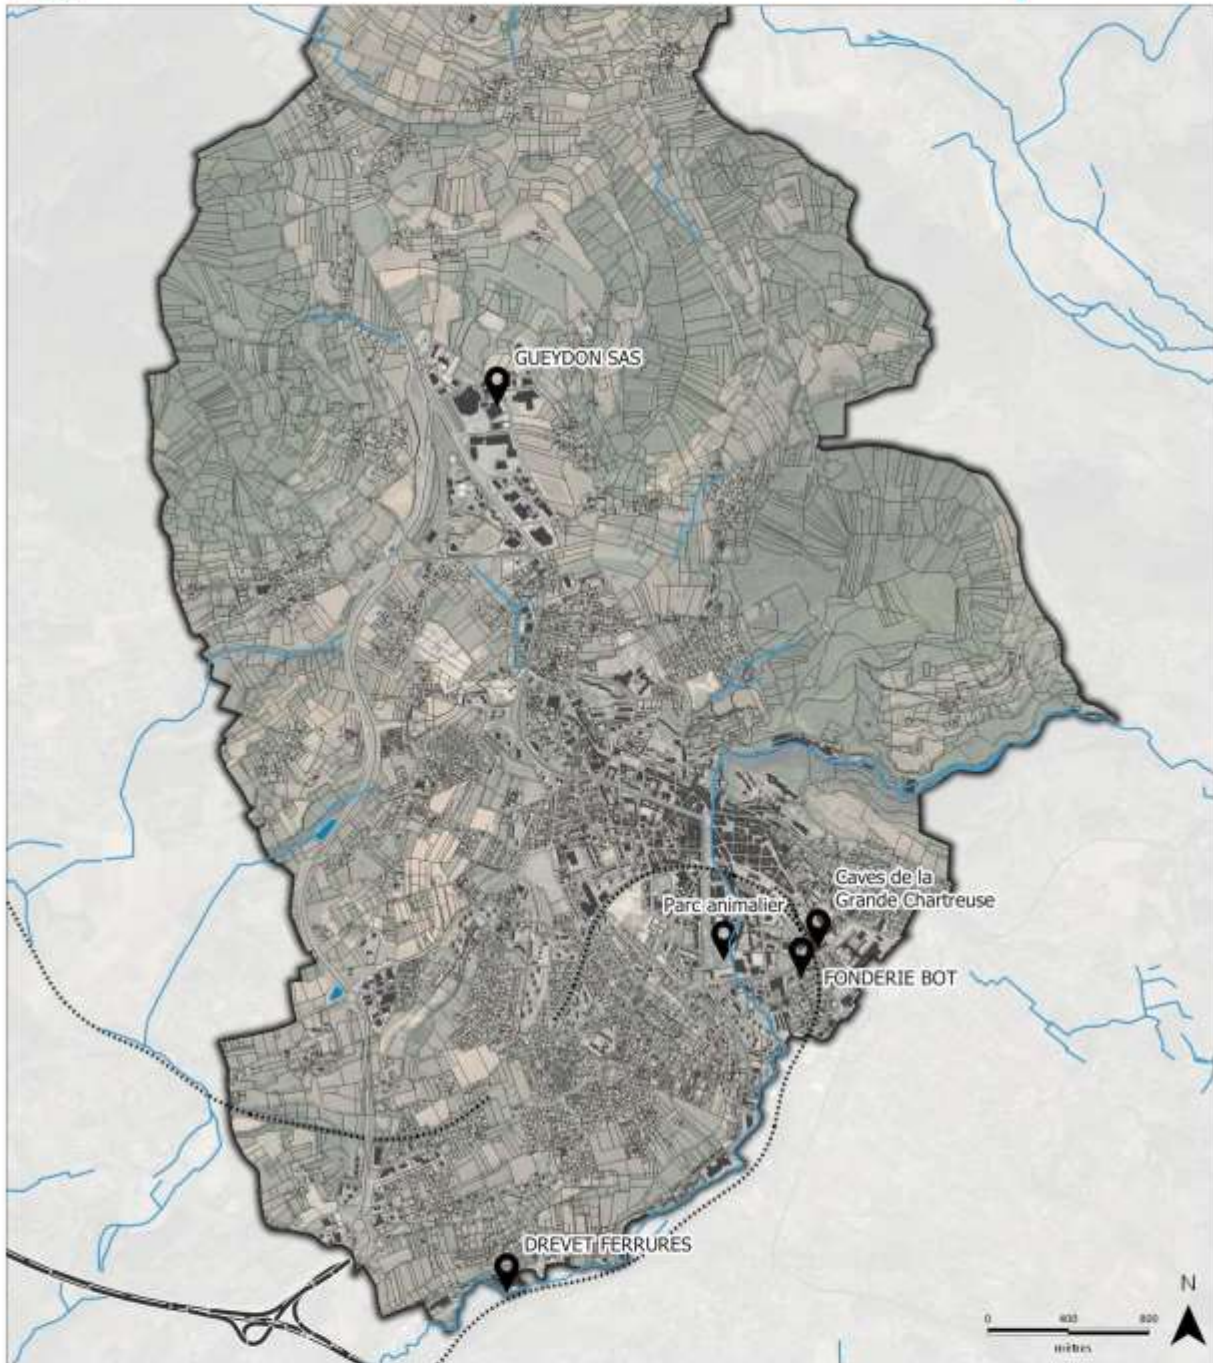 GUEYDON SAS
Caves de la
Grande Chartreuse
Parc animalier
FONDERIE BOT
DREVET FERRURES
N
0 400 800
mètres